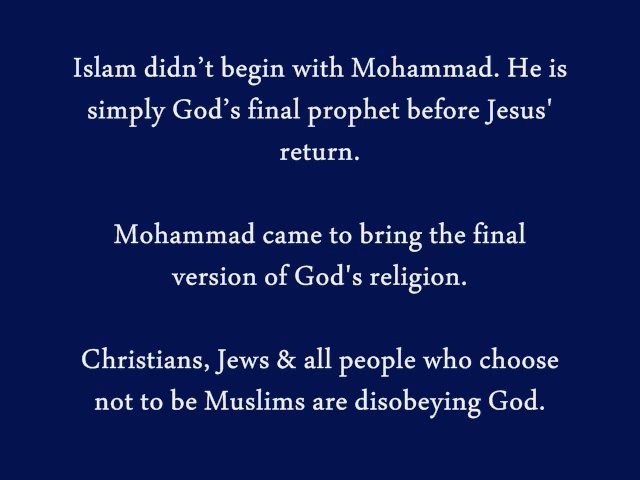 Islam didn’t begin with Mohammad. He is
simply God’s final prophet before Jesus'
return.
Mohammad came to bring the final
version of God's religion.
Christians, Jews & all people who choose
not to be Muslims are disobeying God.